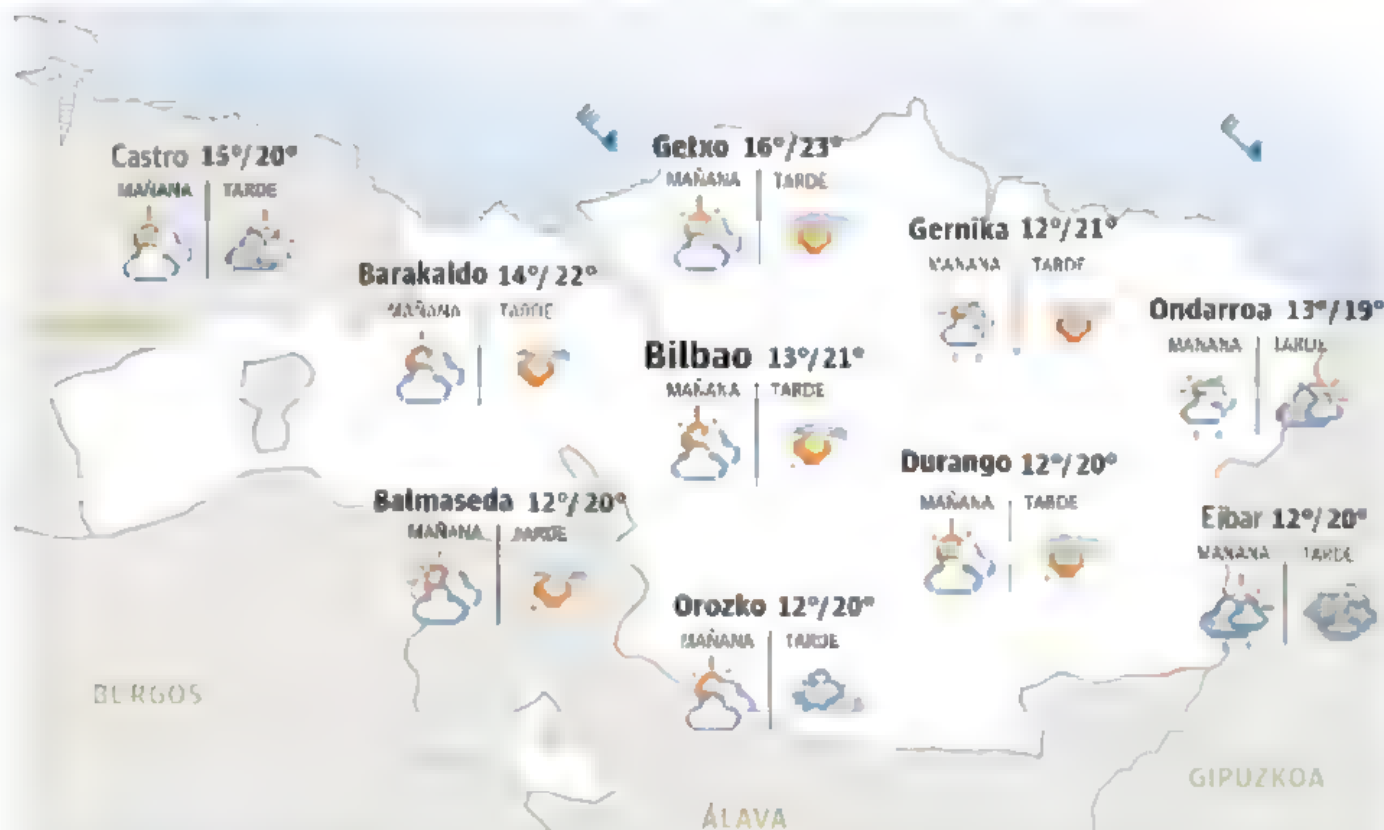 Castro 15°/20°
MAÑANA TARDE
Getxo 16°/23°
MAÑANA TARDE
Gernika 12°/21°
MAÑANA TARDE
Barakaldo 14°/22°
MAÑANA TARDE
Ondarroa 13°/19°
MAÑANA TARDE
Bilbao 13°/21°
MAÑANA TARDE
Durango 12°/20°
MAÑANA TARDE
Balmaseda 12°/20°
MAÑANA TARDE
Eibar 12°/20°
MAÑANA TARDE
Orozko 12°/20°
MAÑANA TARDE
BURGOS
GIPUZKOA
ÁLAVA